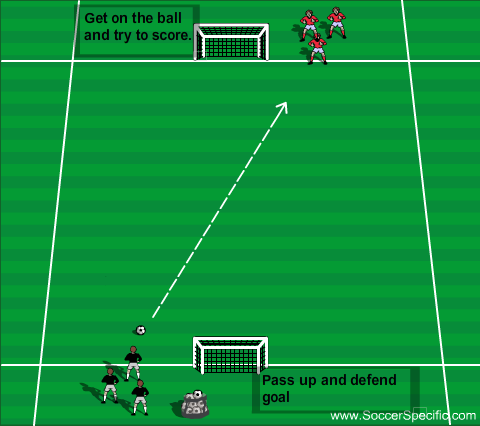 Get on the ball
and try to score.
Pass up and defend
goal
www.SoccerSpecific.com